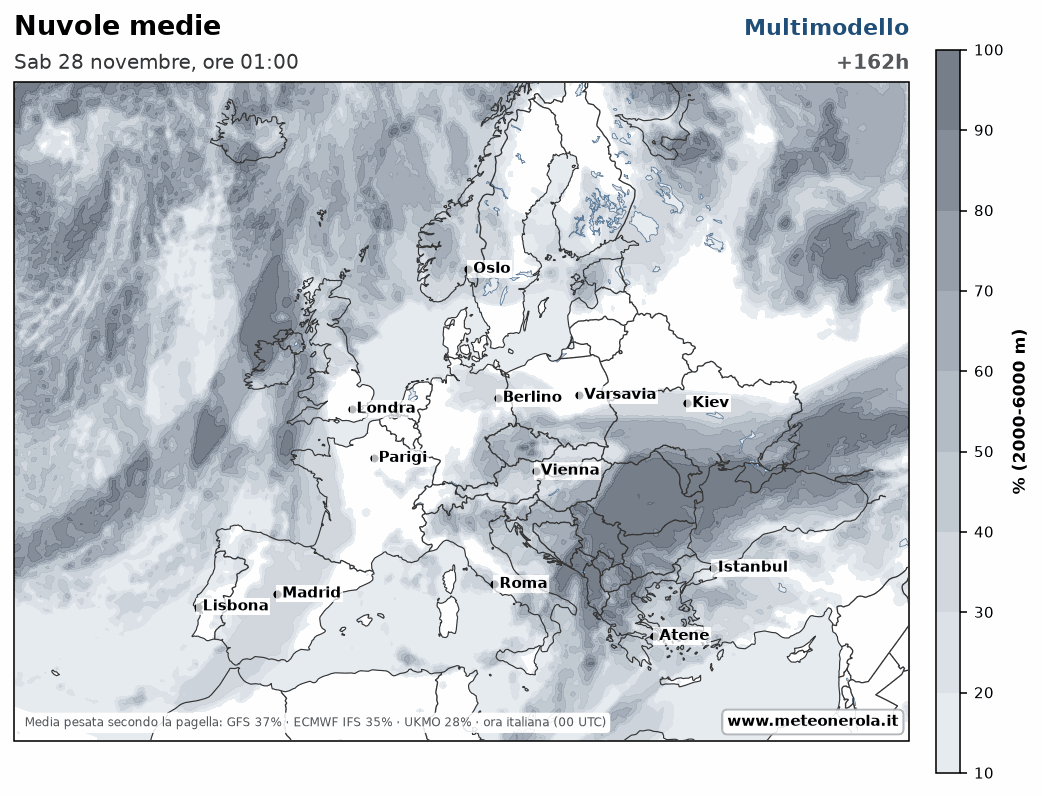 Nuvole medie
Multimodello
Sab 28 novembre, ore 01:00
+162h
100
90
80
70
60
50
40
30
20
10
% (2000-6000 m)
Oslo
Londra
Berlino
Varsavia
Kiev
Parigi
Vienna
Roma
Istanbul
Madrid
Lisbona
Atene
Media pesata secondo la pagella: GFS 37% · ECMWF IFS 35% · UKMO 28% · ora italiana (00 UTC)
www.meteonerola.it